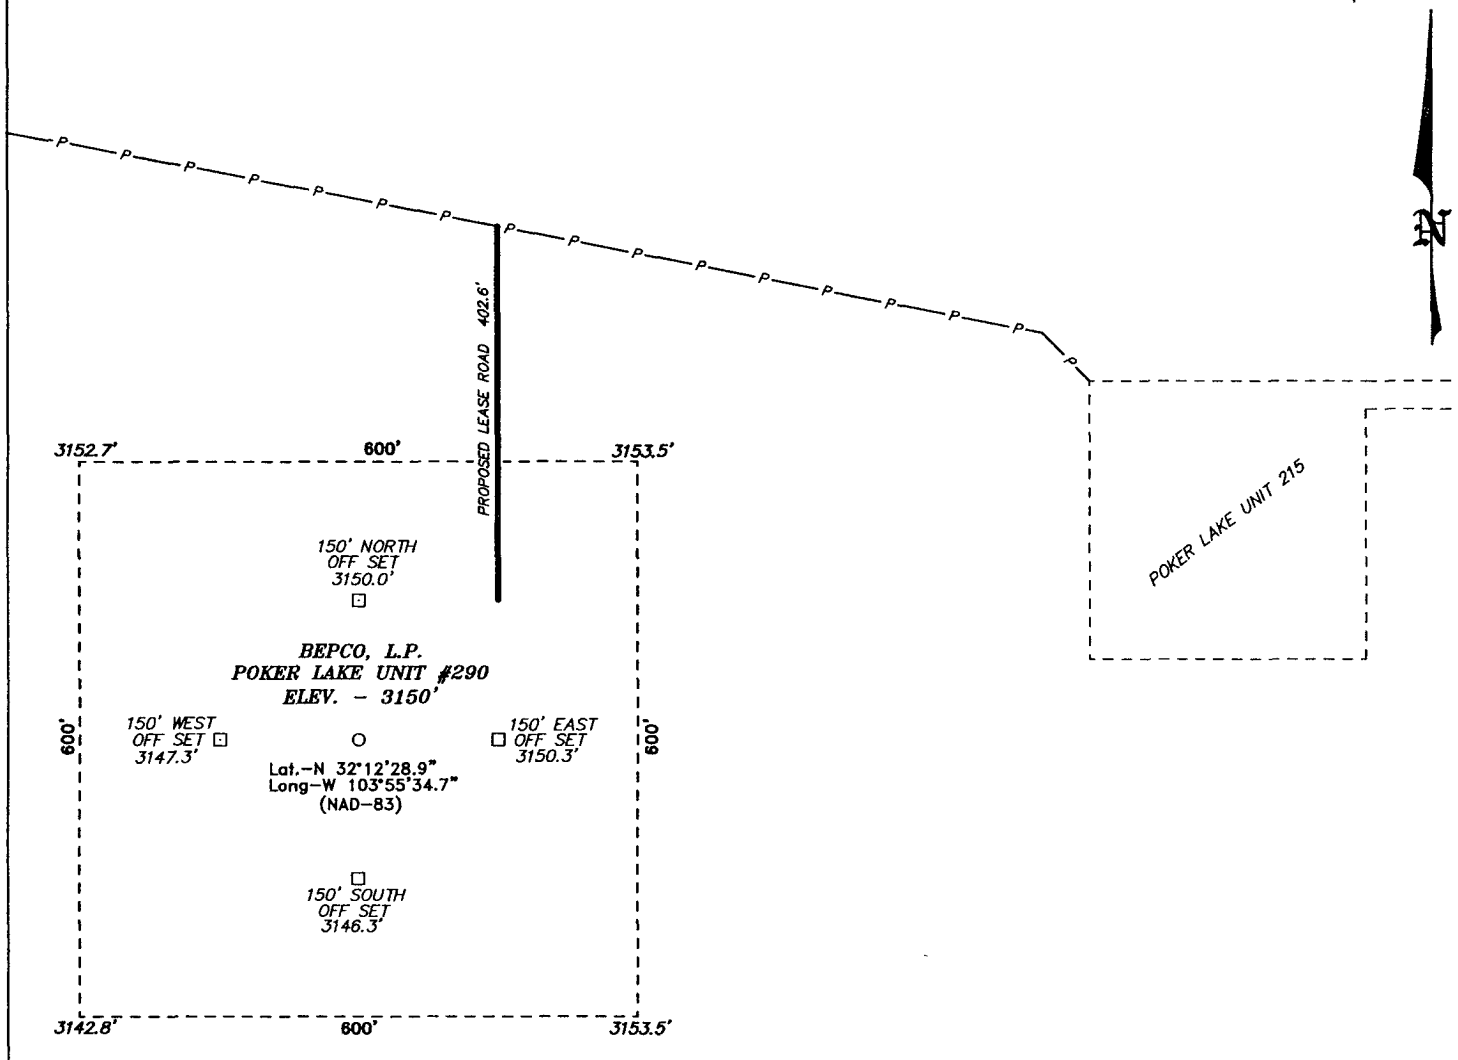 P P P P P P P P P P P P P P P P P
N
PROPOSED LEASE ROAD 402.6'
3152.7' 600' 3153.5'
POKER LAKE UNIT 215
150' NORTH
OFF SET
3150.0'
BEPCO, L.P.
POKER LAKE UNIT #290
ELEV. - 3150'
600'
150' WEST
OFF SET
3147.3'
150' EAST
OFF SET
3150.3'
600'
Lat.-N 32°12'28.9"
Long-W 103°55'34.7"
(NAD-83)
150' SOUTH
OFF SET
3146.3'
3142.8' 600' 3153.5'